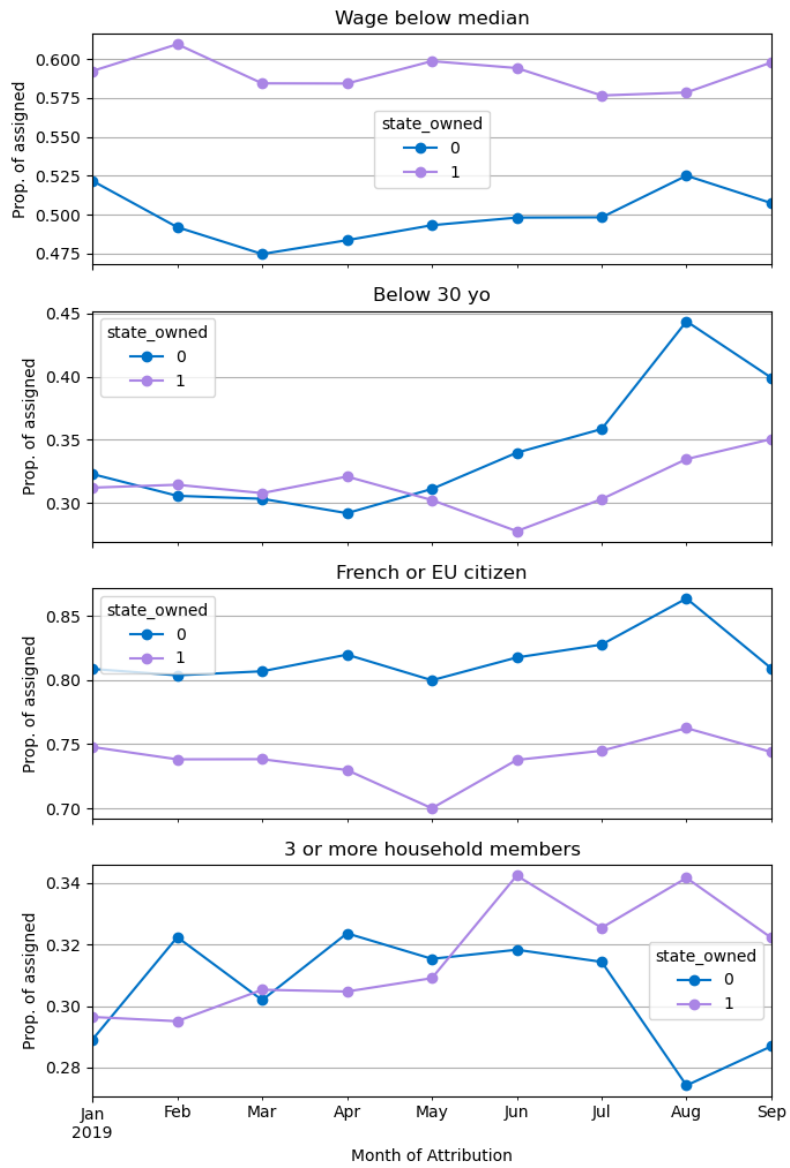 Wage below median
Prop. of assigned
0.600
0.575
0.550
0.525
0.500
0.475
state_owned
0
1
Below 30 yo
Prop. of assigned
0.45
0.40
0.35
0.30
state_owned
0
1
French or EU citizen
Prop. of assigned
0.85
0.80
0.75
0.70
state_owned
0
1
3 or more household members
Prop. of assigned
0.34
0.32
0.30
0.28
state_owned
0
1
Jan Feb Mar Apr May Jun Jul Aug Sep
2019
Month of Attribution